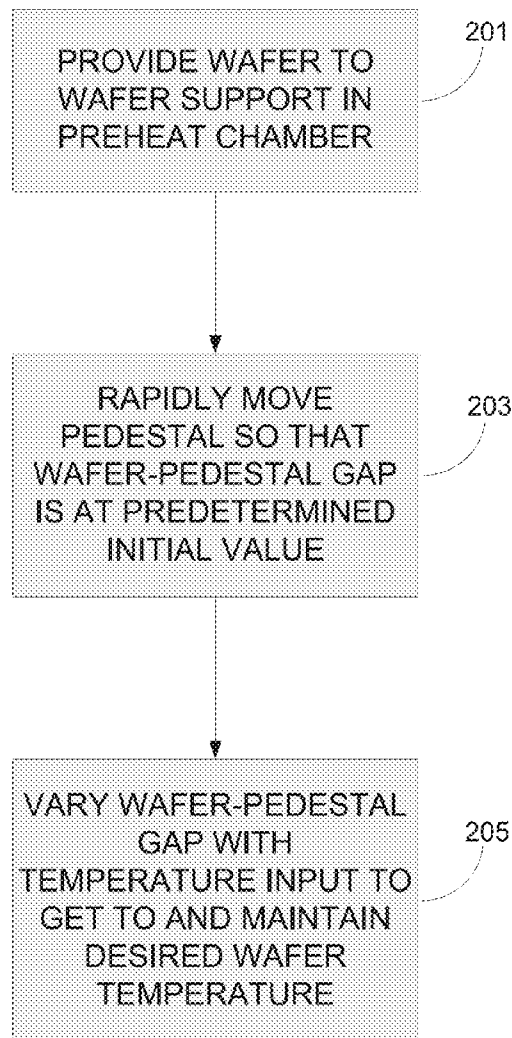 PROVIDE WAFER TO
WAFER SUPPORT IN
PREHEAT CHAMBER
201
RAPIDLY MOVE
PEDESTAL SO THAT
WAFER-PEDESTAL GAP
IS AT PREDETERMINED
INITIAL VALUE
203
VARY WAFER-PEDESTAL
GAP WITH
TEMPERATURE INPUT TO
GET TO AND MAINTAIN
DESIRED WAFER
TEMPERATURE
205